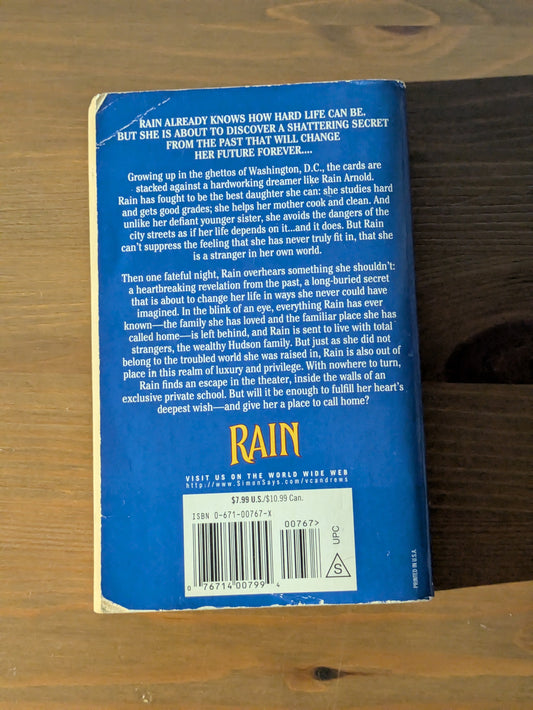 RAIN ALREADY KNOWS HOW HARD LIFE CAN BE.
BUT SHE IS ABOUT TO DISCOVER A SHATTERING SECRET
FROM THE PAST THAT WILL CHANGE
HER FUTURE FOREVER....
Growing up in the ghettos of Washington, D.C., the cards are
stacked against a hardworking dreamer like Rain Arnold.
Rain has fought to be the best daughter she can: she studies hard
and gets good grades; she helps her mother cook and clean. And
unlike her defiant younger sister, she avoids the dangers of the
city streets as if her life depends on it...and it does. But Rain
can't suppress the feeling that she has never truly fit in, that she
is a stranger in her own world.
Then one fateful night, Rain overhears something she shouldn't:
a heartbreaking revelation from the past, a long-buried secret
that is about to change her life in ways she never could have
imagined. In the blink of an eye, everything Rain has ever
known—the family she has loved and the familiar place she has
called home—is left behind, and Rain is sent to live with total
strangers, the wealthy Hudson family. But just as she did not
belong to the troubled world she was raised in, Rain is also out of
place in this realm of luxury and privilege. With nowhere to turn,
Rain finds an escape in the theater, inside the walls of an
exclusive private school. But will it be enough to fulfill her heart's
deepest wish—and give her a place to call home?
RAIN
VISIT US ON THE WORLD WIDE WEB
http://www.SimonSays.com/vcandrews
$7.99 U.S./$10.99 Can.
ISBN 0-671-00767-X
00767>
UPC
S
0 76714 00799 4
PRINTED IN U.S.A.